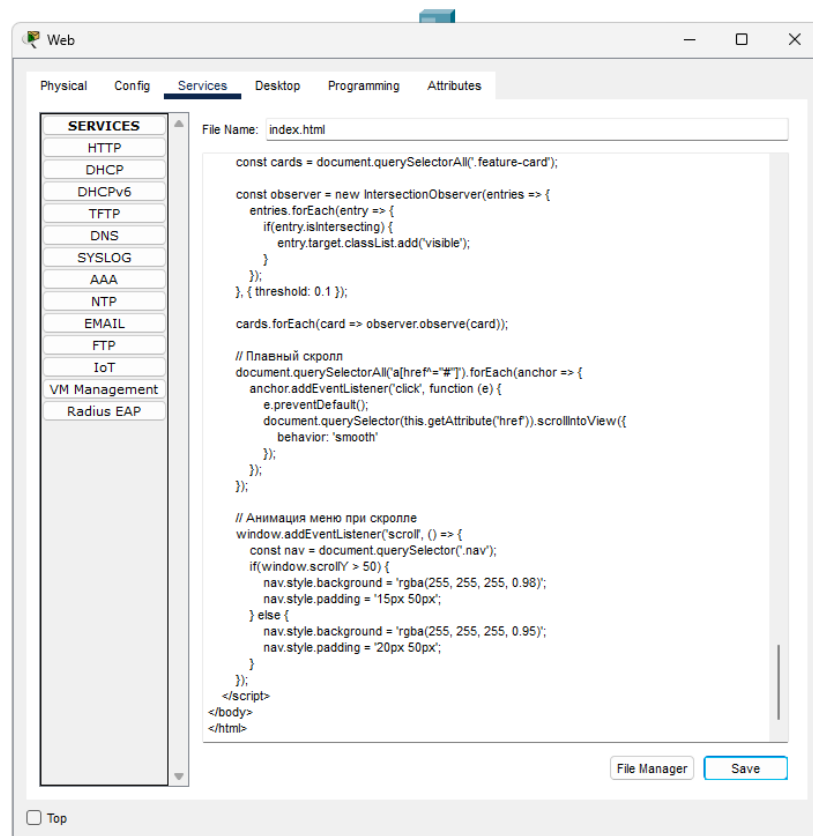 Web
Physical Config Services Desktop Programming Attributes
SERVICES
HTTP
DHCP
DHCPv6
TFTP
DNS
SYSLOG
AAA
NTP
EMAIL
FTP
IoT
VM Management
Radius EAP
File Name: index.html
const cards = document.querySelectorAll('.feature-card');
const observer = new IntersectionObserver(entries => {
entries.forEach(entry => {
if(entry.isIntersecting) {
entry.target.classList.add('visible');
}
});
}, { threshold: 0.1 });
cards.forEach(card => observer.observe(card));
// Плавный скролл
document.querySelectorAll('a[href^="#"]').forEach(anchor => {
anchor.addEventListener('click', function (e) {
e.preventDefault();
document.querySelector(this.getAttribute('href')).scrollIntoView({
behavior: 'smooth'
});
});
});
// Анимация меню при скролле
window.addEventListener('scroll', () => {
const nav = document.querySelector('.nav');
if(window.scrollY > 50) {
nav.style.background = 'rgba(255, 255, 255, 0.98)';
nav.style.padding = '15px 50px';
} else {
nav.style.background = 'rgba(255, 255, 255, 0.95)';
nav.style.padding = '20px 50px';
}
});
</script>
</body>
</html>
File Manager Save
Top